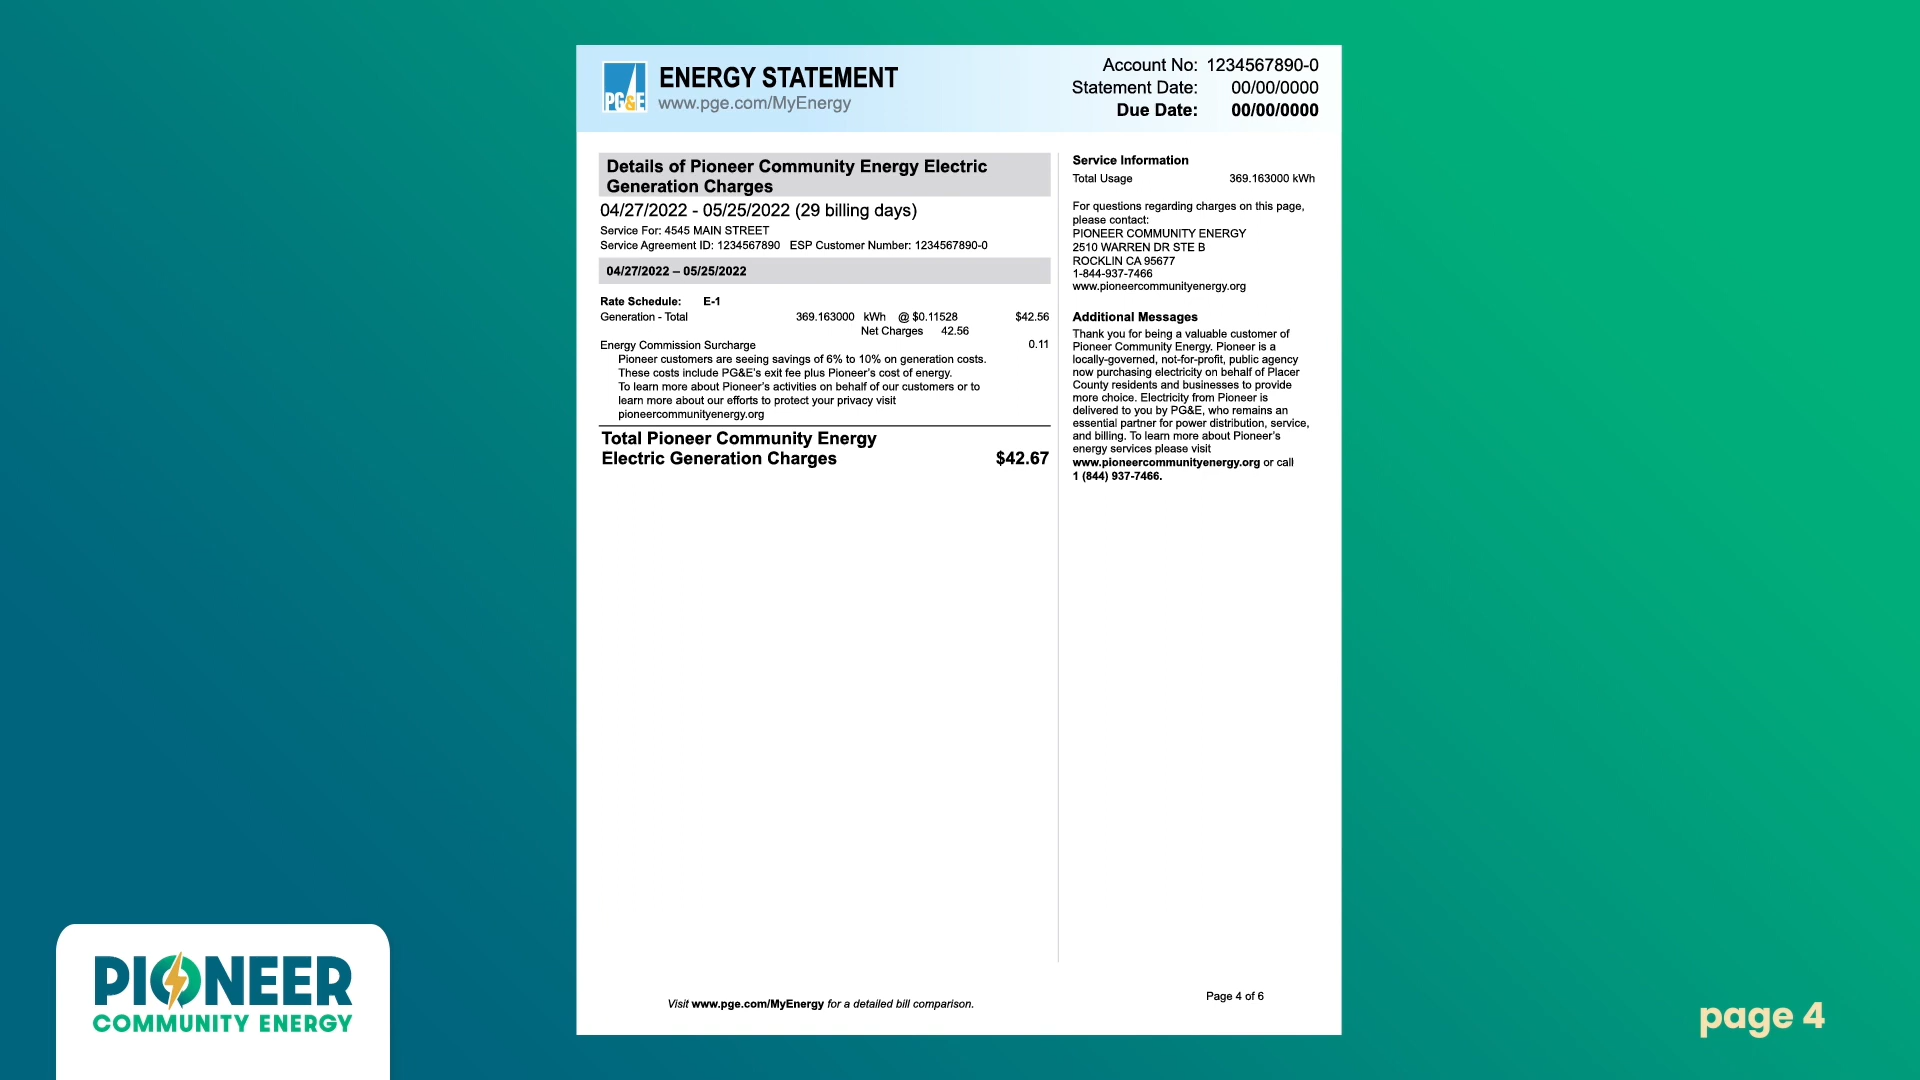 PG&E
ENERGY STATEMENT
www.pge.com/MyEnergy
Account No: 1234567890-0
Statement Date: 00/00/0000
Due Date: 00/00/0000
Details of Pioneer Community Energy Electric
Generation Charges
04/27/2022 - 05/25/2022 (29 billing days)
Service For: 4545 MAIN STREET
Service Agreement ID: 1234567890 ESP Customer Number: 1234567890-0
04/27/2022 – 05/25/2022
Rate Schedule: E-1
Generation - Total 369.163000 kWh @ $0.11528 $42.56
Net Charges 42.56
Energy Commission Surcharge 0.11
Pioneer customers are seeing savings of 6% to 10% on generation costs.
These costs include PG&E's exit fee plus Pioneer's cost of energy.
To learn more about Pioneer's activities on behalf of our customers or to
learn more about our efforts to protect your privacy visit
pioneercommunityenergy.org
Total Pioneer Community Energy
Electric Generation Charges $42.67
Service Information
Total Usage 369.163000 kWh
For questions regarding charges on this page,
please contact:
PIONEER COMMUNITY ENERGY
2510 WARREN DR STE B
ROCKLIN CA 95677
1-844-937-7466
www.pioneercommunityenergy.org
Additional Messages
Thank you for being a valuable customer of
Pioneer Community Energy. Pioneer is a
locally-governed, not-for-profit, public agency
now purchasing electricity on behalf of Placer
County residents and businesses to provide
more choice. Electricity from Pioneer is
delivered to you by PG&E, who remains an
essential partner for power distribution, service,
and billing. To learn more about Pioneer's
energy services please visit
www.pioneercommunityenergy.org or call
1 (844) 937-7466.
Visit www.pge.com/MyEnergy for a detailed bill comparison.
Page 4 of 6
PIONEER
COMMUNITY ENERGY
page 4